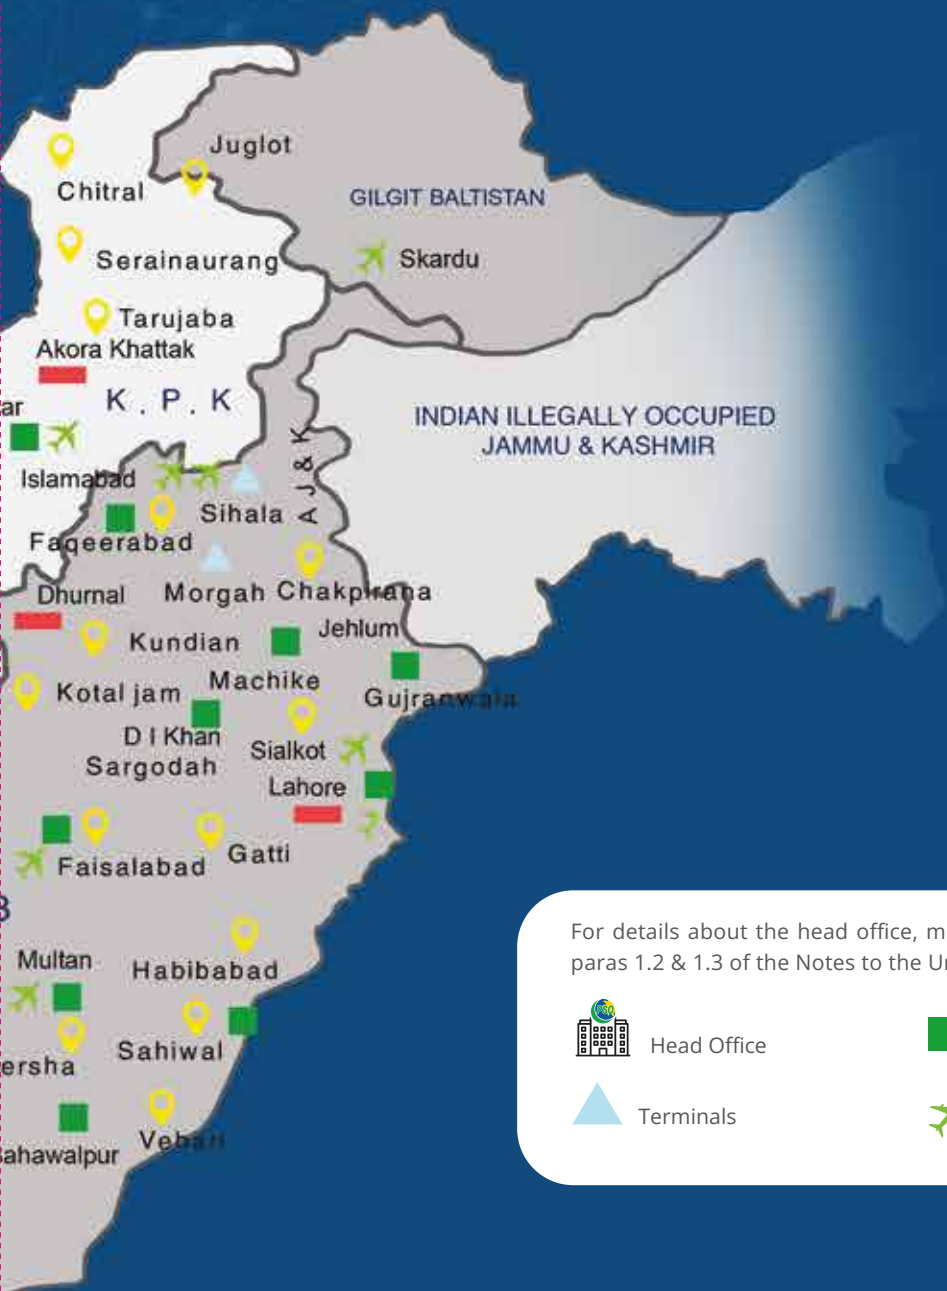 Juglot
Chitral
GILGIT BALTISTAN
Serainaurang
Skardu
Tarujaba
Akora Khattak
K . P . K
ar
INDIAN ILLEGALLY OCCUPIED
JAMMU & KASHMIR
A J & K
Islamabad
Sihala
Faqeerabad
Dhurnal
Morgah
Chakpirana
Jehlum
Kundian
Machike
Kotal jam
Gujranwala
D I Khan
Sialkot
Sargodah
Lahore
Gatti
Faisalabad
B
Multan
Habibabad
Sahiwal
ersha
Vehari
ahawalpur
For details about the head office, m
paras 1.2 & 1.3 of the Notes to the Un
PSO
Head Office
Terminals